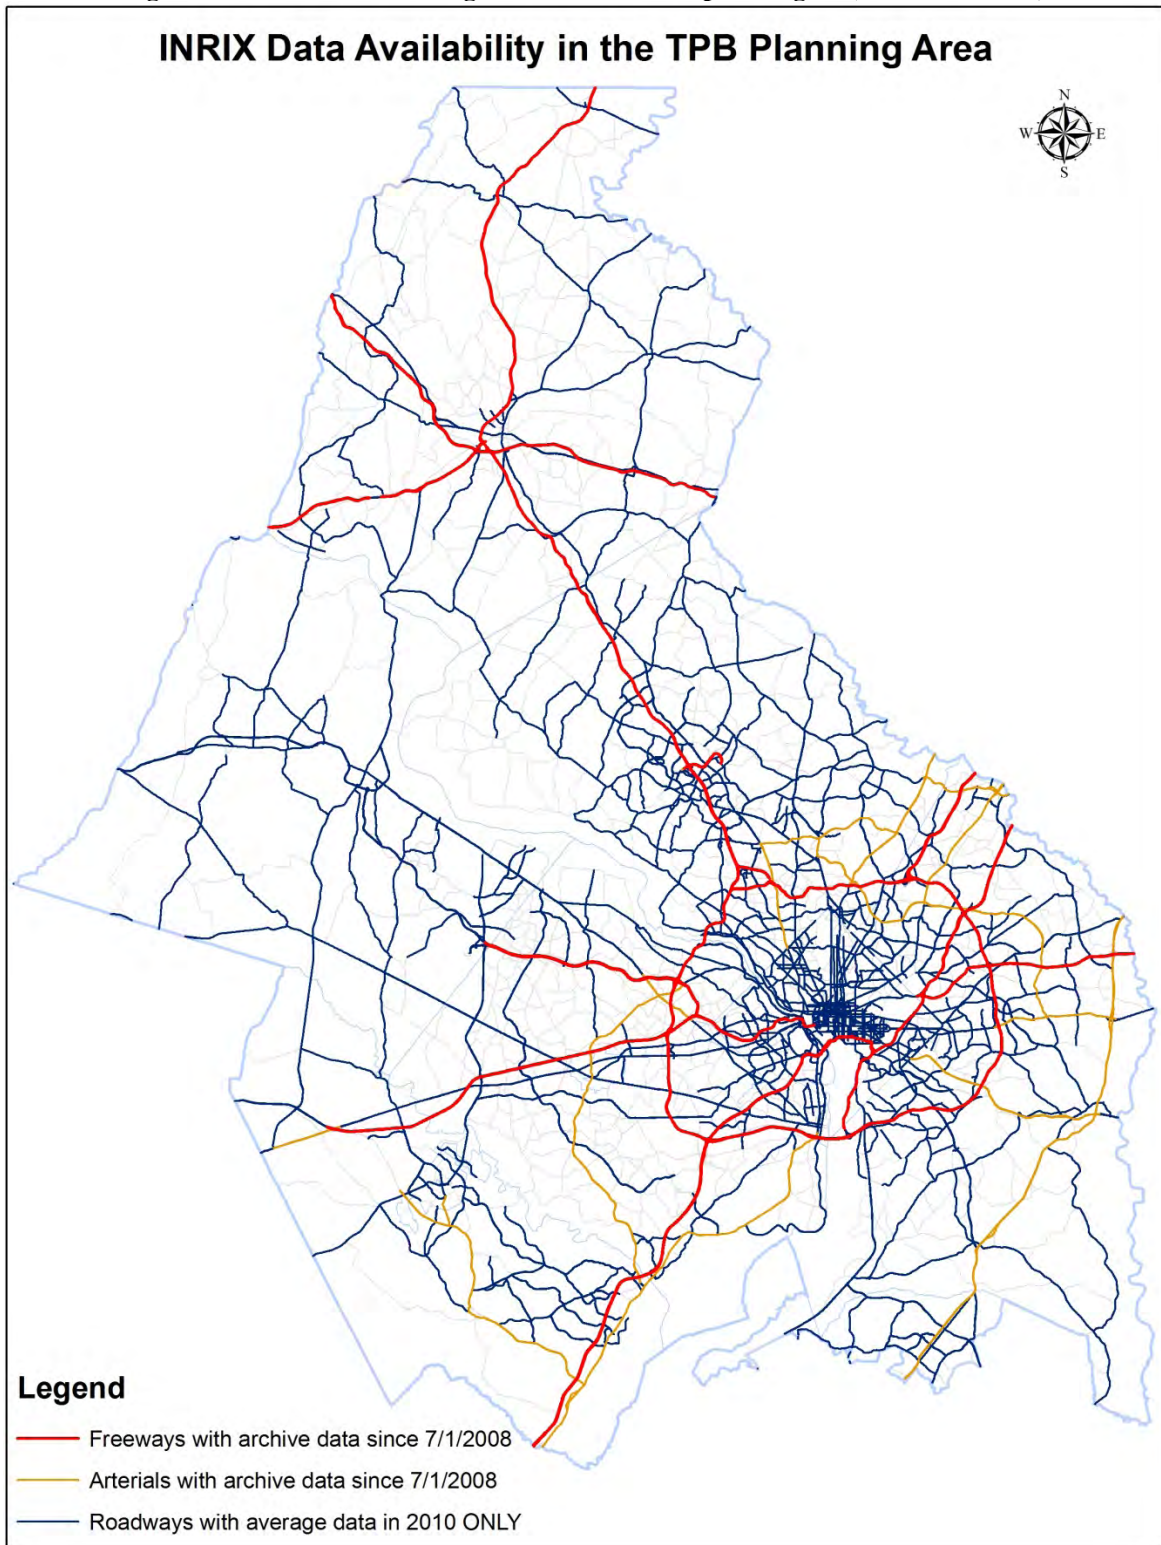 INRIX Data Availability in the TPB Planning Area
N
W E
S
Legend
Freeways with archive data since 7/1/2008
Arterials with archive data since 7/1/2008
Roadways with average data in 2010 ONLY